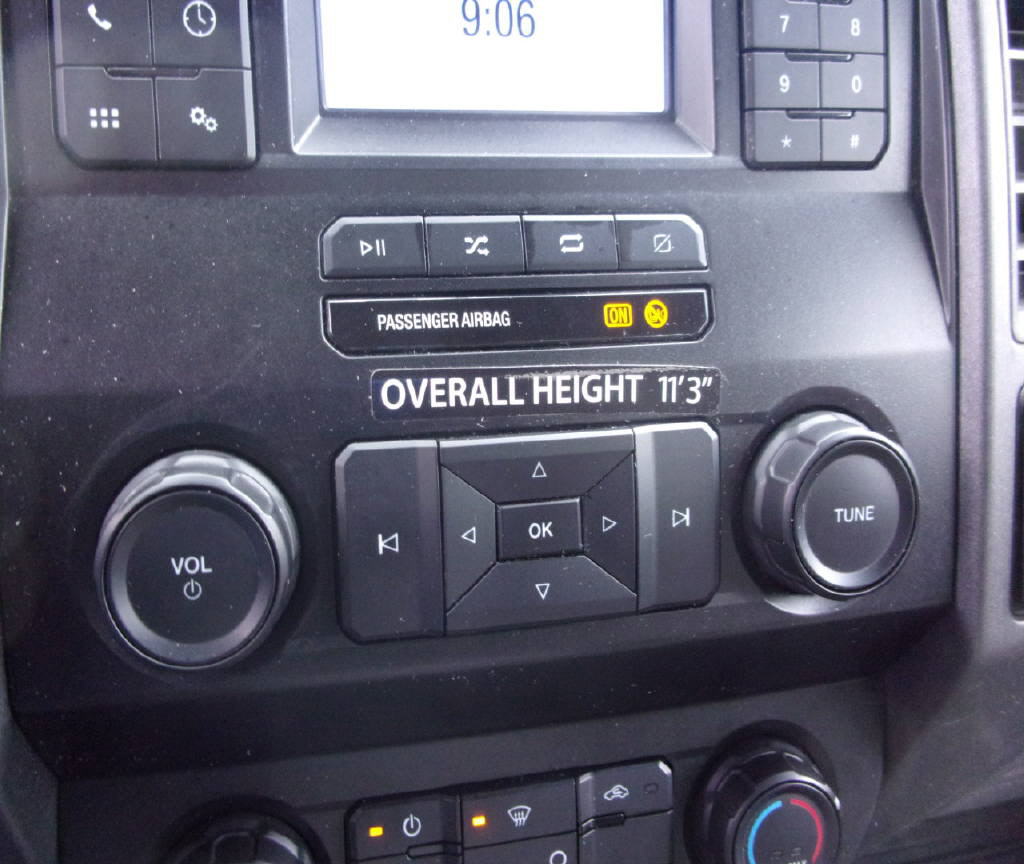 9:06
7 8
9 0
* #
PASSENGER AIRBAG ON
OVERALL HEIGHT 11'3"
OK
TUNE
VOL